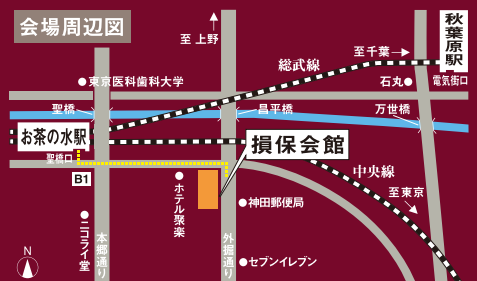 会場周辺図
至上野
総武線
至千葉
秋葉原駅
東京医科歯科大学
石丸
電気街口
聖橋
昌平橋
万世橋
お茶の水駅
聖橋口
損保会館
中央線
B1
至東京
ホテル聚楽
神田郵便局
ニコライ堂
本郷通り
外掘通り
セブンイレブン
N